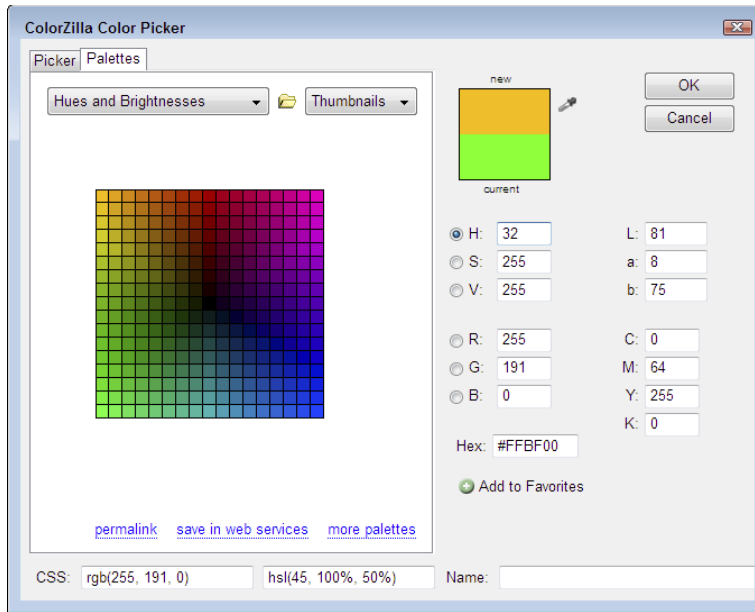 ColorZilla Color Picker
Picker Palettes
Hues and Brightnesses Thumbnails
new
current
OK
Cancel
H: 32 L: 81
S: 255 a: 8
V: 255 b: 75
R: 255 C: 0
G: 191 M: 64
B: 0 Y: 255
K: 0
Hex: #FFBF00
Add to Favorites
permalink save in web services more palettes
CSS: rgb(255, 191, 0) hsl(45, 100%, 50%) Name: